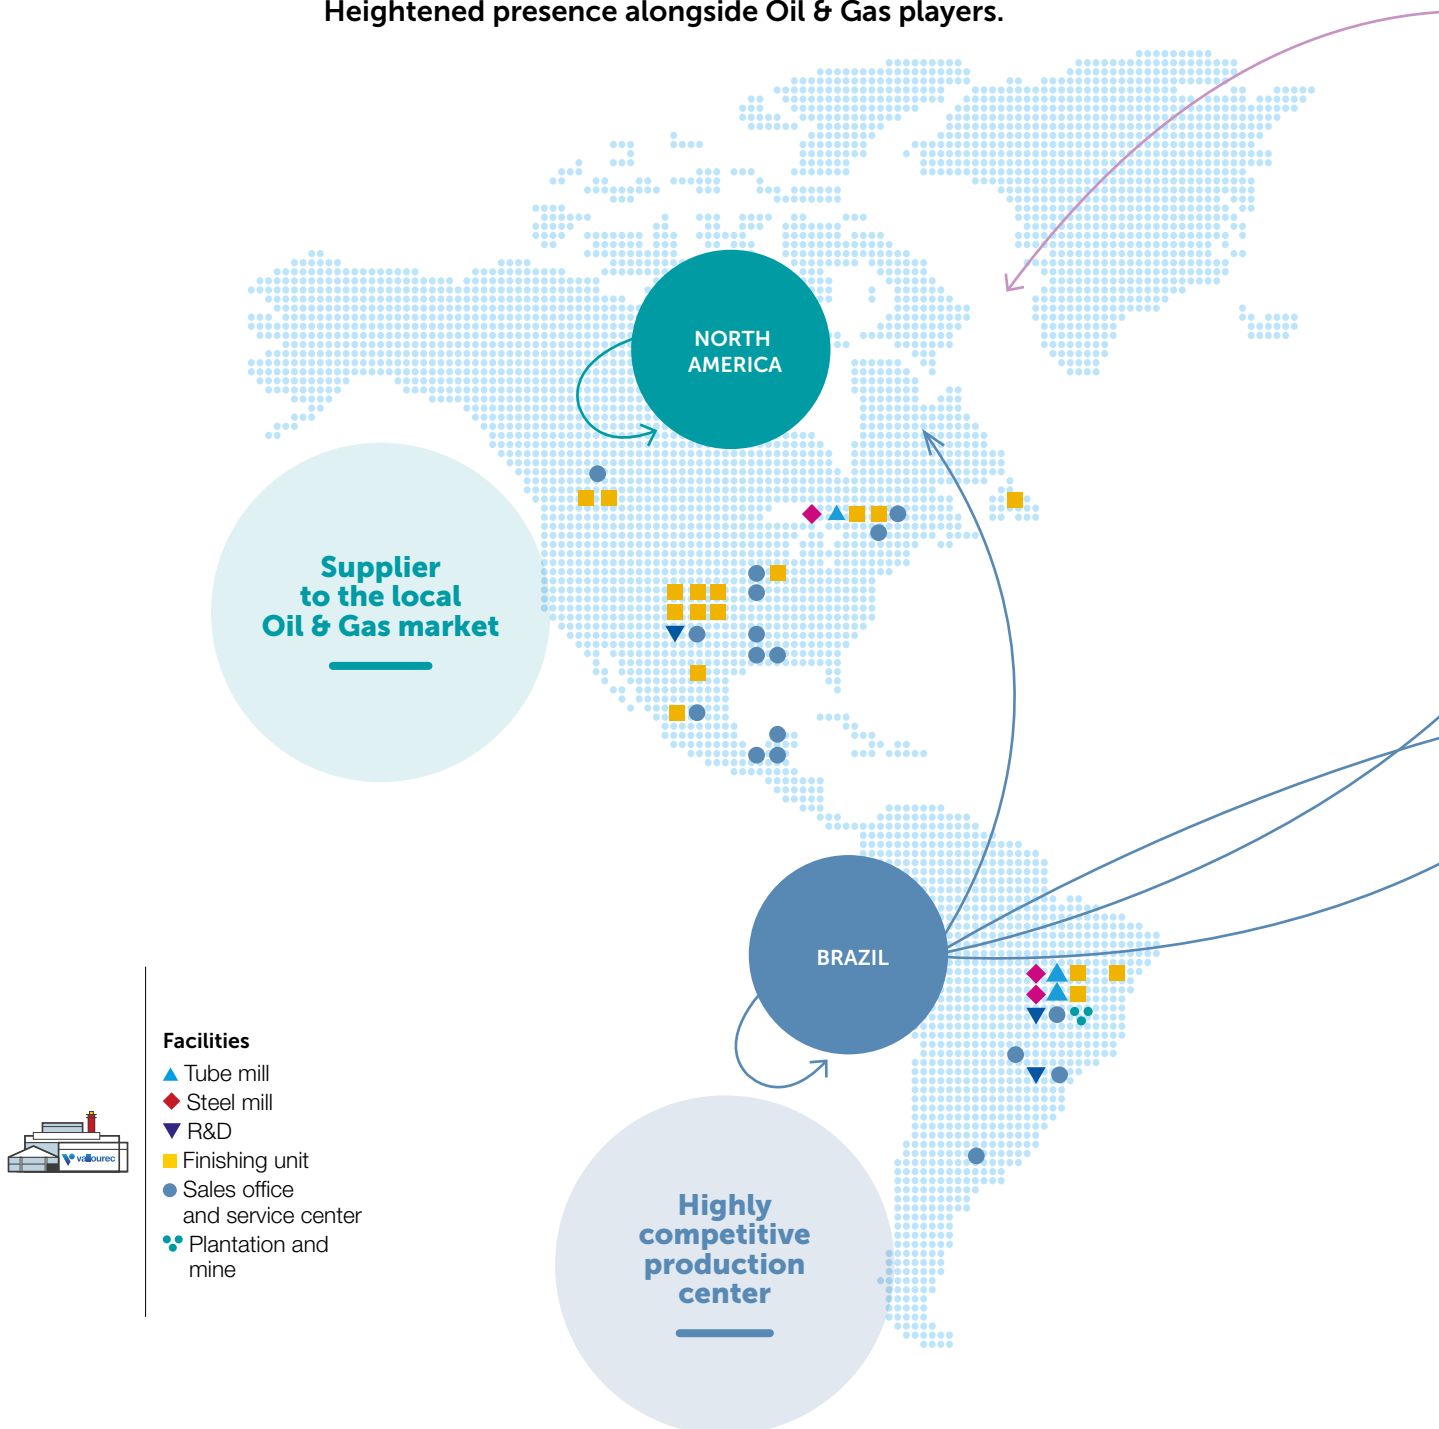 Heightened presence alongside Oil & Gas players.
NORTH
AMERICA
Supplier
to the local
Oil & Gas market
BRAZIL
Facilities
Tube mill
Steel mill
R&D
Finishing unit
Sales office
and service center
Plantation and
mine
vallourec
Highly
competitive
production
center